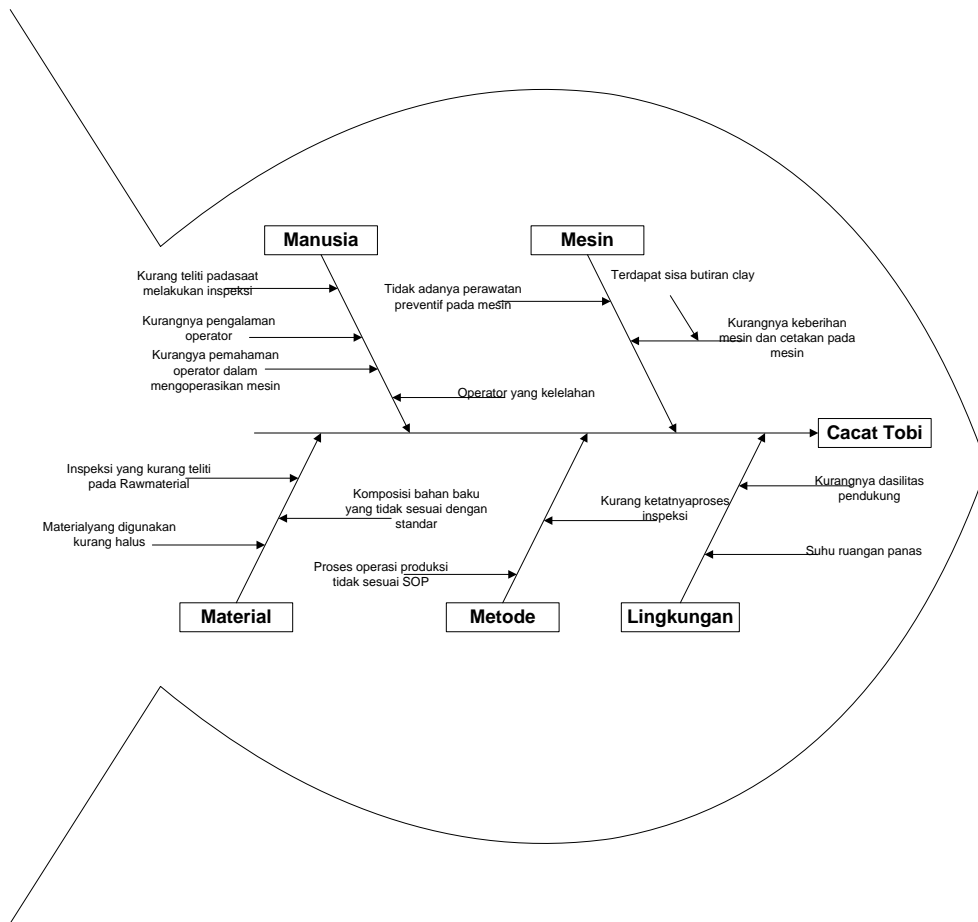 Manusia
Mesin
Kurang teliti padasaat
melakukan inspeksi
Kurangnya pengalaman
operator
Kurangya pemahaman
operator dalam
mengoperasikan mesin
Operator yang kelelahan
Tidak adanya perawatan
preventif pada mesin
Terdapat sisa butiran clay
Kurangnya keberihan
mesin dan cetakan pada
mesin
Cacat Tobi
Inspeksi yang kurang teliti
pada Rawmaterial
Materialyang digunakan
kurang halus
Komposisi bahan baku
yang tidak sesuai dengan
standar
Proses operasi produksi
tidak sesuai SOP
Kurang ketatnyaproses
inspeksi
Kurangnya dasilitas
pendukung
Suhu ruangan panas
Material
Metode
Lingkungan